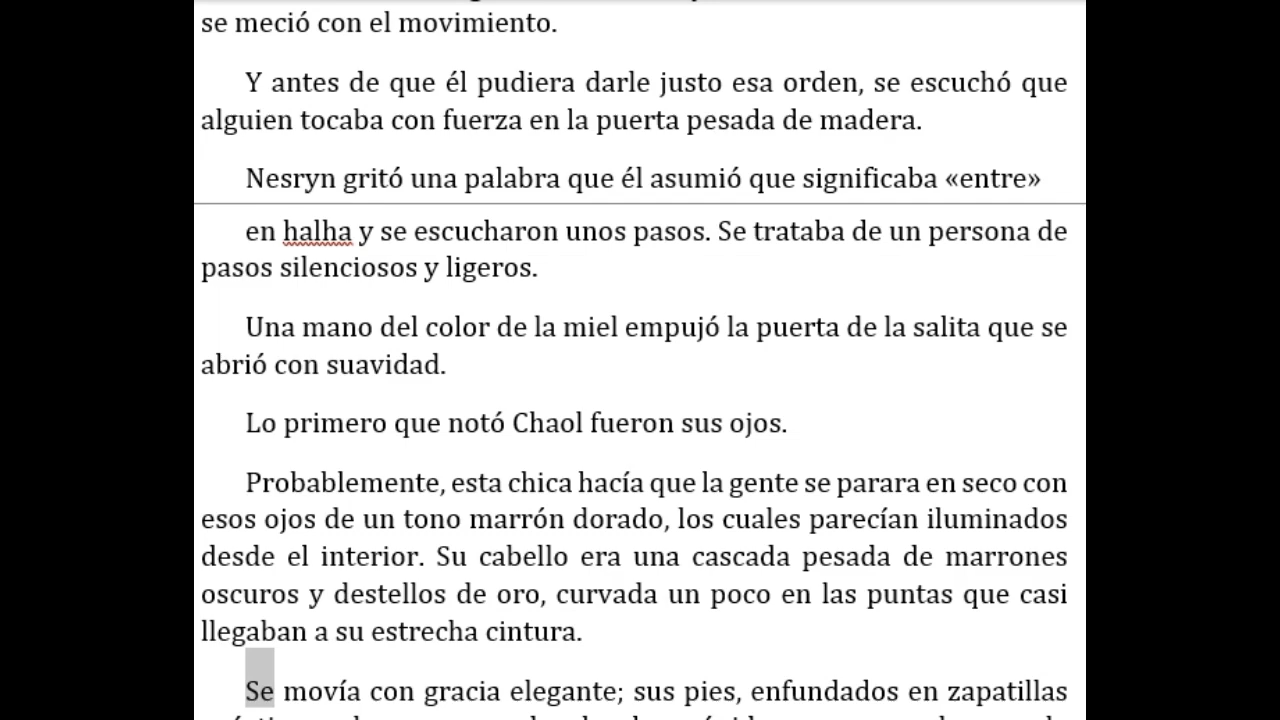 se meció con el movimiento.
Y antes de que él pudiera darle justo esa orden, se escuchó que
alguien tocaba con fuerza en la puerta pesada de madera.
Nesryn gritó una palabra que él asumió que significaba «entre»
en halha y se escucharon unos pasos. Se trataba de un persona de
pasos silenciosos y ligeros.
Una mano del color de la miel empujó la puerta de la salita que se
abrió con suavidad.
Lo primero que notó Chaol fueron sus ojos.
Probablemente, esta chica hacía que la gente se parara en seco con
esos ojos de un tono marrón dorado, los cuales parecían iluminados
desde el interior. Su cabello era una cascada pesada de marrones
oscuros y destellos de oro, curvada un poco en las puntas que casi
llegaban a su estrecha cintura.
Se movía con gracia elegante; sus pies, enfundados en zapatillas